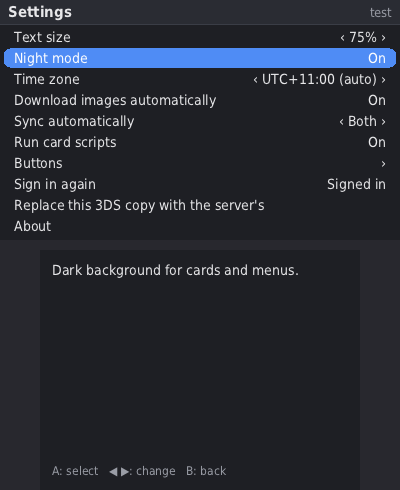 Settings test
Text size ‹ 75% ›
Night mode On
Time zone ‹ UTC+11:00 (auto) ›
Download images automatically On
Sync automatically ‹ Both ›
Run card scripts On
Buttons ›
Sign in again Signed in
Replace this 3DS copy with the server's
About
Dark background for cards and menus.
A: select ◀ ▶: change B: back